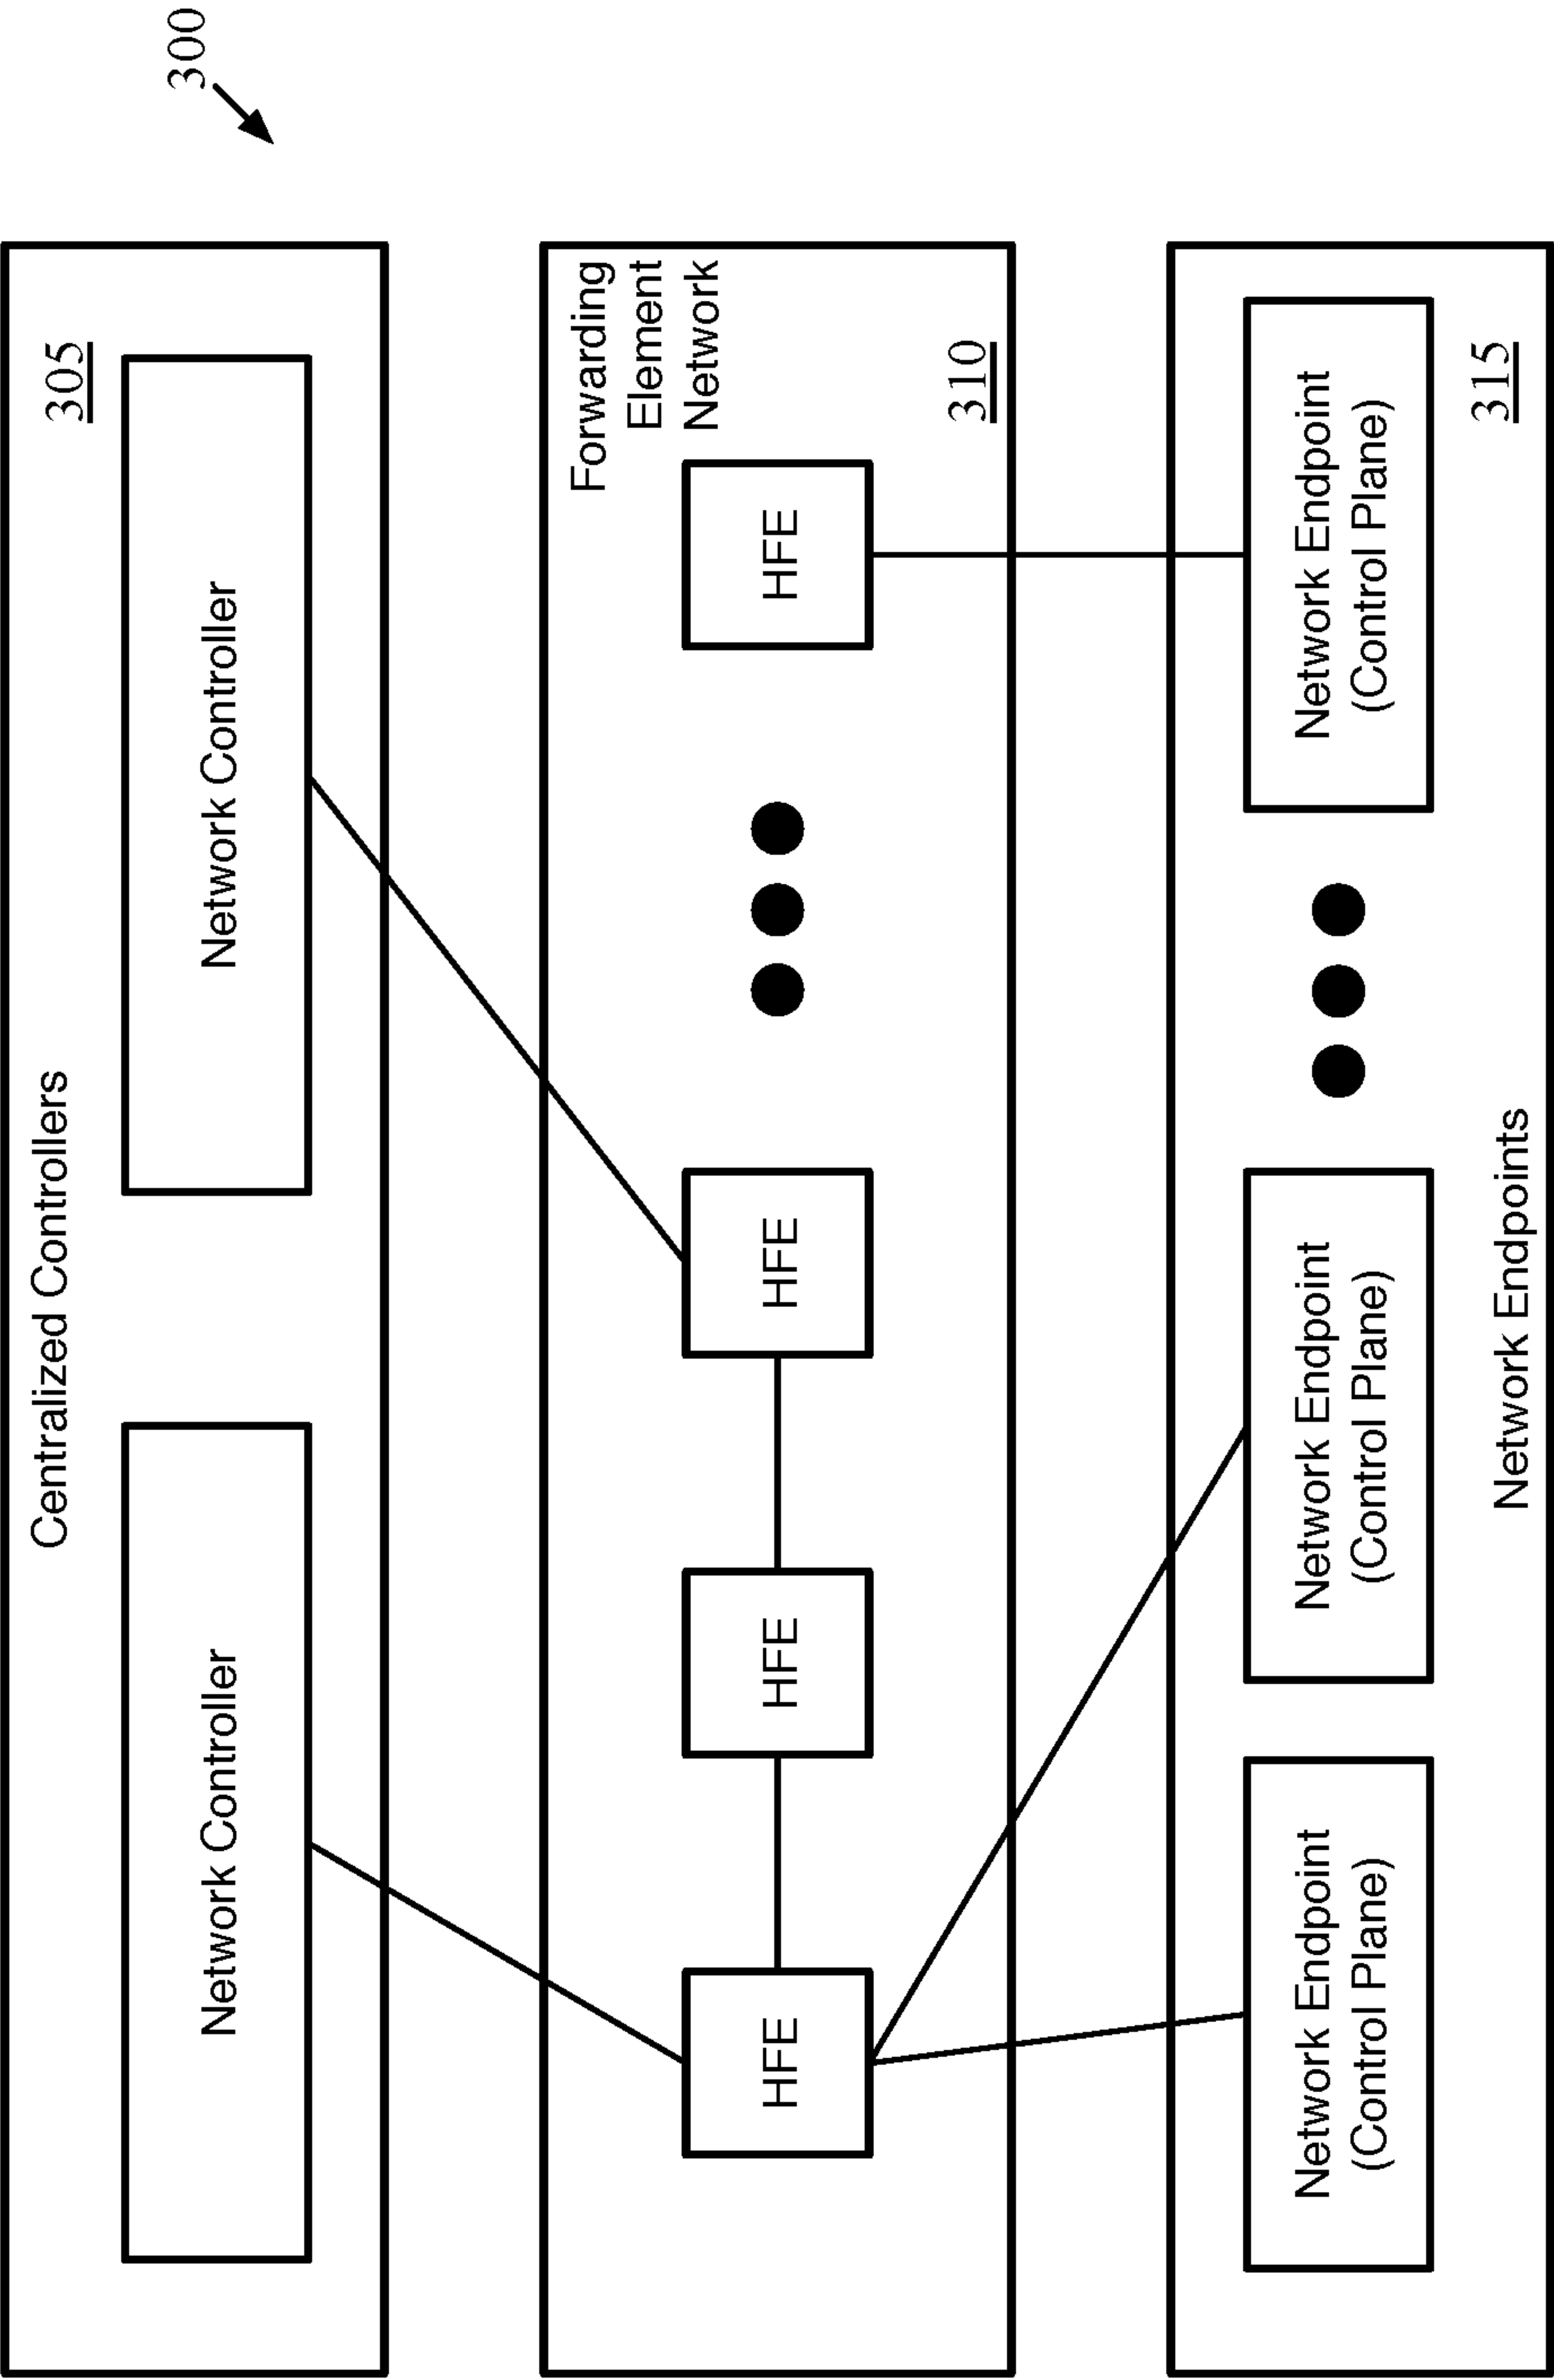 300
Centralized Controllers
305
Network Controller
Network Controller
Forwarding
Element
Network
HFE
HFE
HFE
HFE
310
Network Endpoint
(Control Plane)
Network Endpoint
(Control Plane)
Network Endpoint
(Control Plane)
Network Endpoints
315